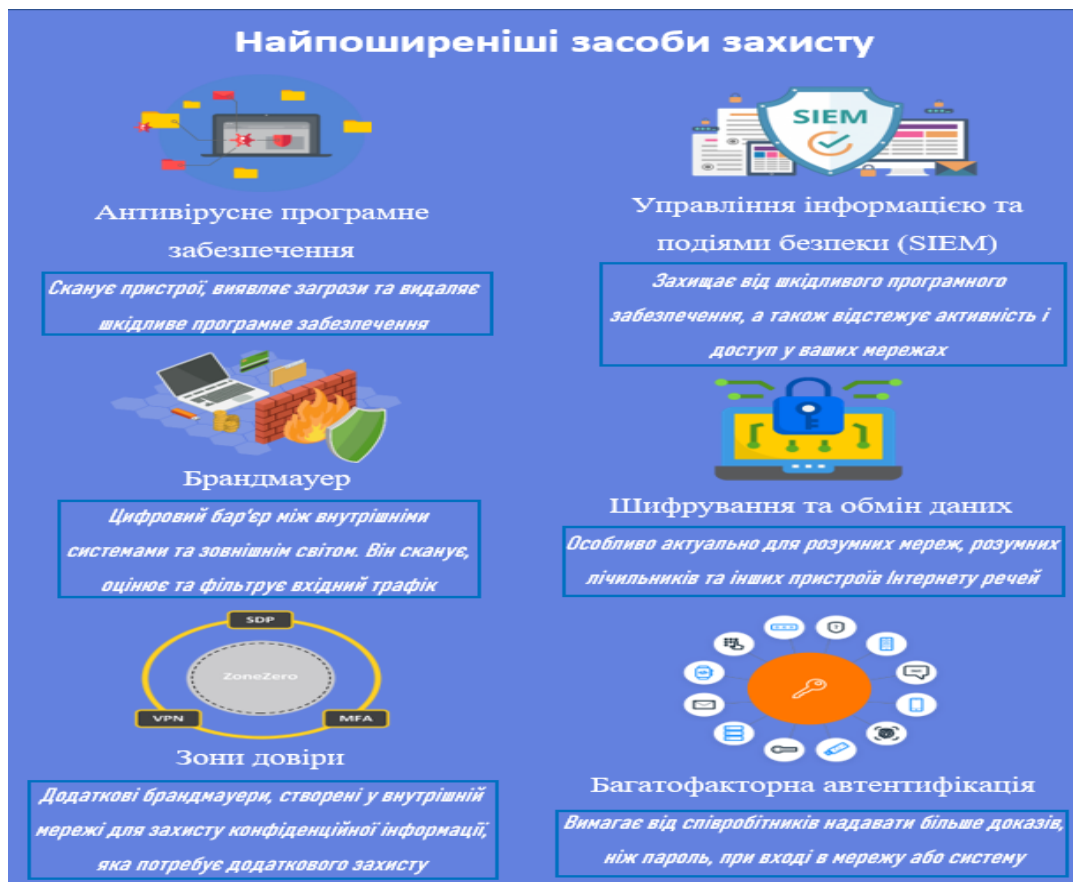 Найпоширеніші засоби захисту
Антивірусне програмне
забезпечення
Сканує пристрої, виявляє загрози та видаляє
шкідливе програмне забезпечення
SIEM
Управління інформацією та
подіями безпеки (SIEM)
Захищає від шкідливого програмного
забезпечення, а також відстежує активність і
доступ у ваших мережах
Брандмауер
Цифровий бар'єр між внутрішніми
системами та зовнішнім світом. Він сканує,
оцінює та фільтрує вхідний трафік
Шифрування та обмін даних
Особливо актуально для розумних мереж, розумних
лічильників та інших пристроїв Інтернету речей
SDP
ZoneZero
VPN
MFA
Зони довіри
Додаткові брандмауери, створені у внутрішній
мережі для захисту конфіденційної інформації,
яка потребує додаткового захисту
Багатофакторна автентифікація
Вимагає від співробітників надавати більше доказів,
ніж пароль, при вході в мережу або систему